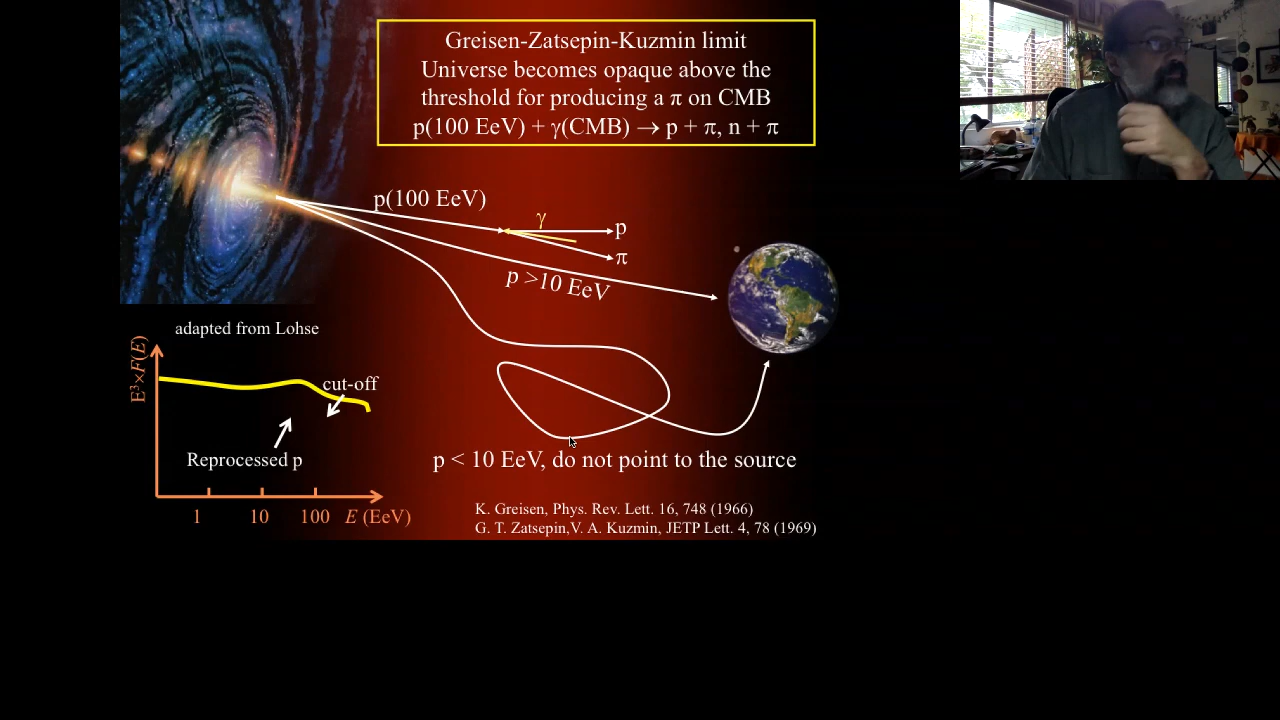 Greisen-Zatsepin-Kuzmin limit
Universe becomes opaque above the
threshold for producing a π on CMB
p(100 EeV) + γ(CMB) → p + π, n + π
p(100 EeV)
γ
p
π
p >10 EeV
adapted from Lohse
E³×F(E)
cut-off
Reprocessed p
1 10 100 E (EeV)
p < 10 EeV, do not point to the source
K. Greisen, Phys. Rev. Lett. 16, 748 (1966)
G. T. Zatsepin,V. A. Kuzmin, JETP Lett. 4, 78 (1969)